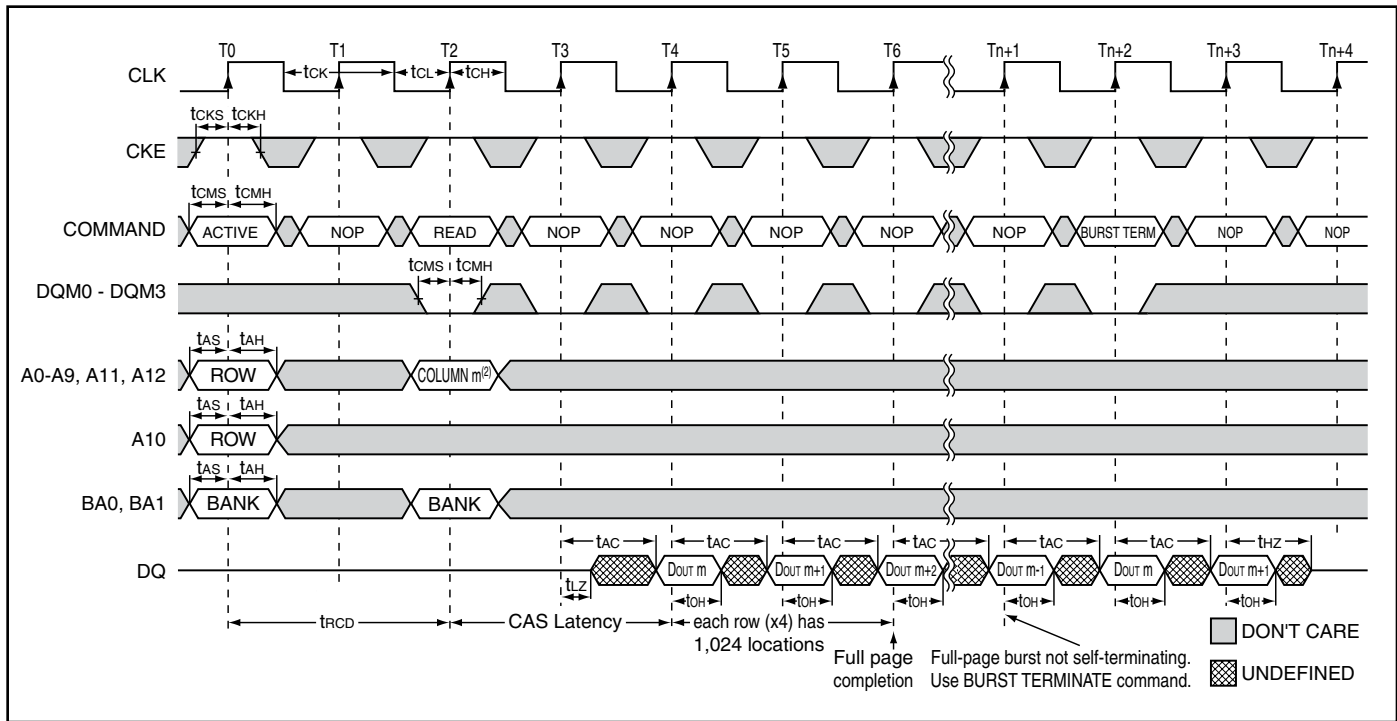 T0 T1 T2 T3 T4 T5 T6 Tn+1 Tn+2 Tn+3 Tn+4
CLK
tCK tCL tCH
tCKS tCKH
CKE
tCMS tCMH
COMMAND
ACTIVE NOP READ NOP NOP NOP NOP NOP BURST TERM NOP NOP
tCMS tCMH
DQM0 - DQM3
tAS tAH
A0-A9, A11, A12
ROW COLUMN m(2)
tAS tAH
A10
ROW
tAS tAH
BA0, BA1
BANK BANK
tAC tAC tAC tAC tAC tAC tHZ
DQ
DOUT m DOUT m+1 DOUT m+2 DOUT m-1 DOUT m DOUT m+1
tLZ
tOH tOH tOH tOH tOH tOH
tRCD CAS Latency each row (x4) has
1,024 locations
Full page
completion
Full-page burst not self-terminating.
Use BURST TERMINATE command.
DON'T CARE
UNDEFINED